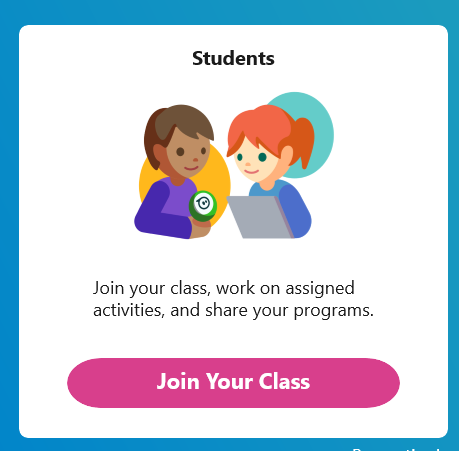 Students
Join your class, work on assigned
activities, and share your programs.
Join Your Class